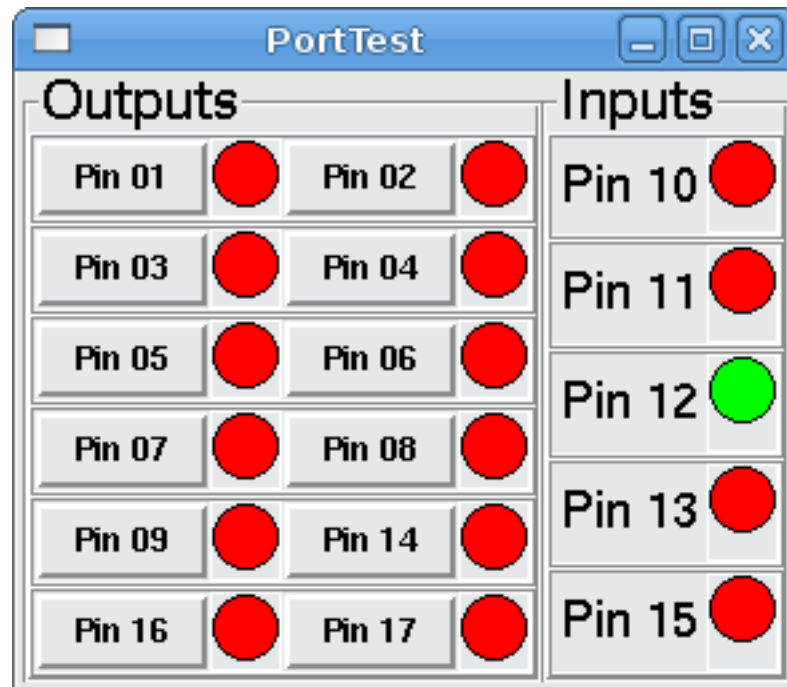 PortTest
Outputs
Inputs
Pin 01
Pin 02
Pin 03
Pin 04
Pin 05
Pin 06
Pin 07
Pin 08
Pin 09
Pin 14
Pin 16
Pin 17
Pin 10
Pin 11
Pin 12
Pin 13
Pin 15